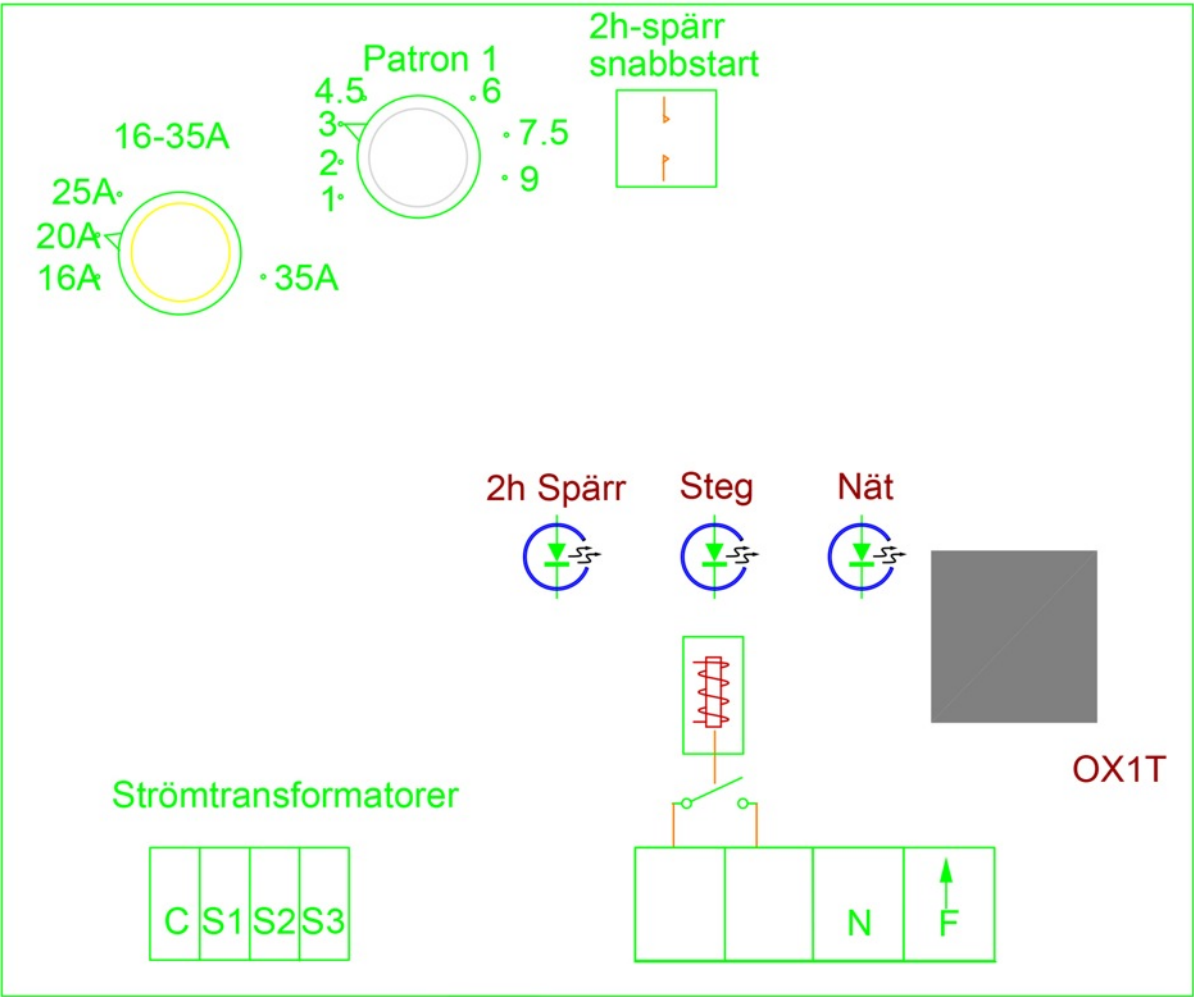 2h-spärr
snabbstart
Patron 1
4.5
6
3
7.5
2
9
1
16-35A
25A
20A
16A
35A
2h Spärr
Steg
Nät
OX1T
Strömtransformatorer
C S1 S2 S3
N F